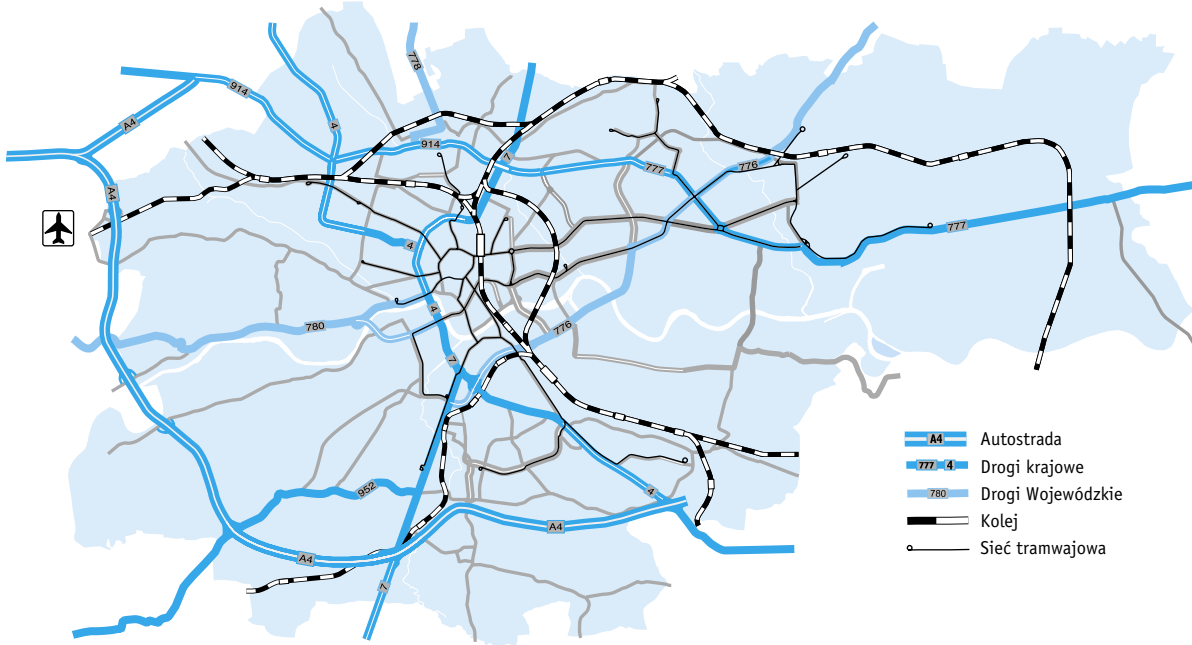 778
914
A4
4
914
7
777
776
A4
4
777
4
780
776
7
952
4
A4
A4
7
A4 Autostrada
777 4 Drogi krajowe
780 Drogi Wojewódzkie
Kolej
Sieć tramwajowa